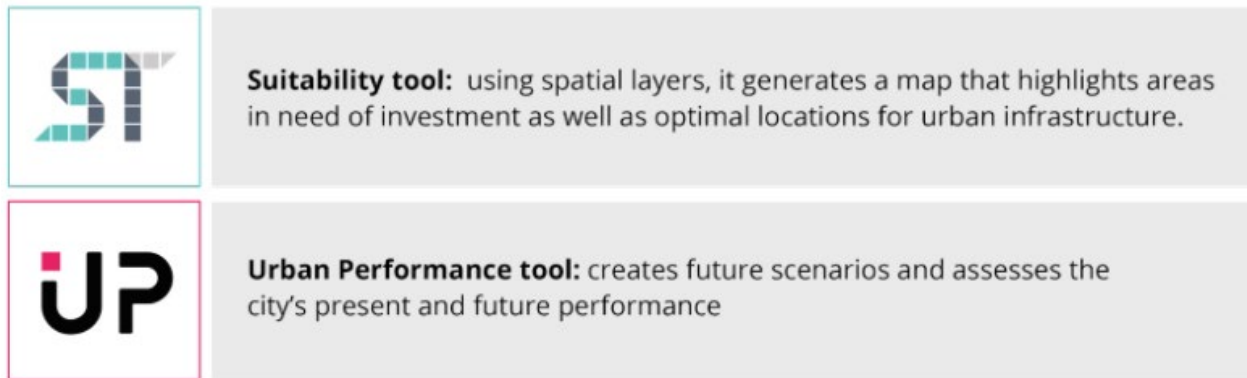 ST
Suitability tool: using spatial layers, it generates a map that highlights areas
in need of investment as well as optimal locations for urban infrastructure.
UP
Urban Performance tool: creates future scenarios and assesses the
city’s present and future performance